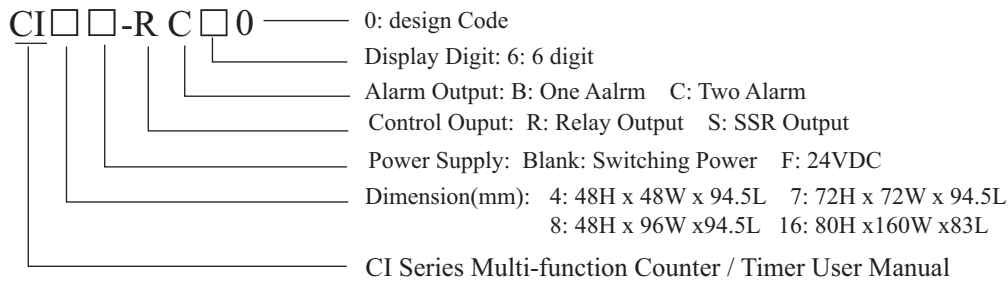 CI□□-R C□0
0: design Code
Display Digit: 6: 6 digit
Alarm Output: B: One Aalrm C: Two Alarm
Control Ouput: R: Relay Output S: SSR Output
Power Supply: Blank: Switching Power F: 24VDC
Dimension(mm): 4: 48H x 48W x 94.5L 7: 72H x 72W x 94.5L
8: 48H x 96W x94.5L 16: 80H x160W x83L
CI Series Multi-function Counter / Timer User Manual